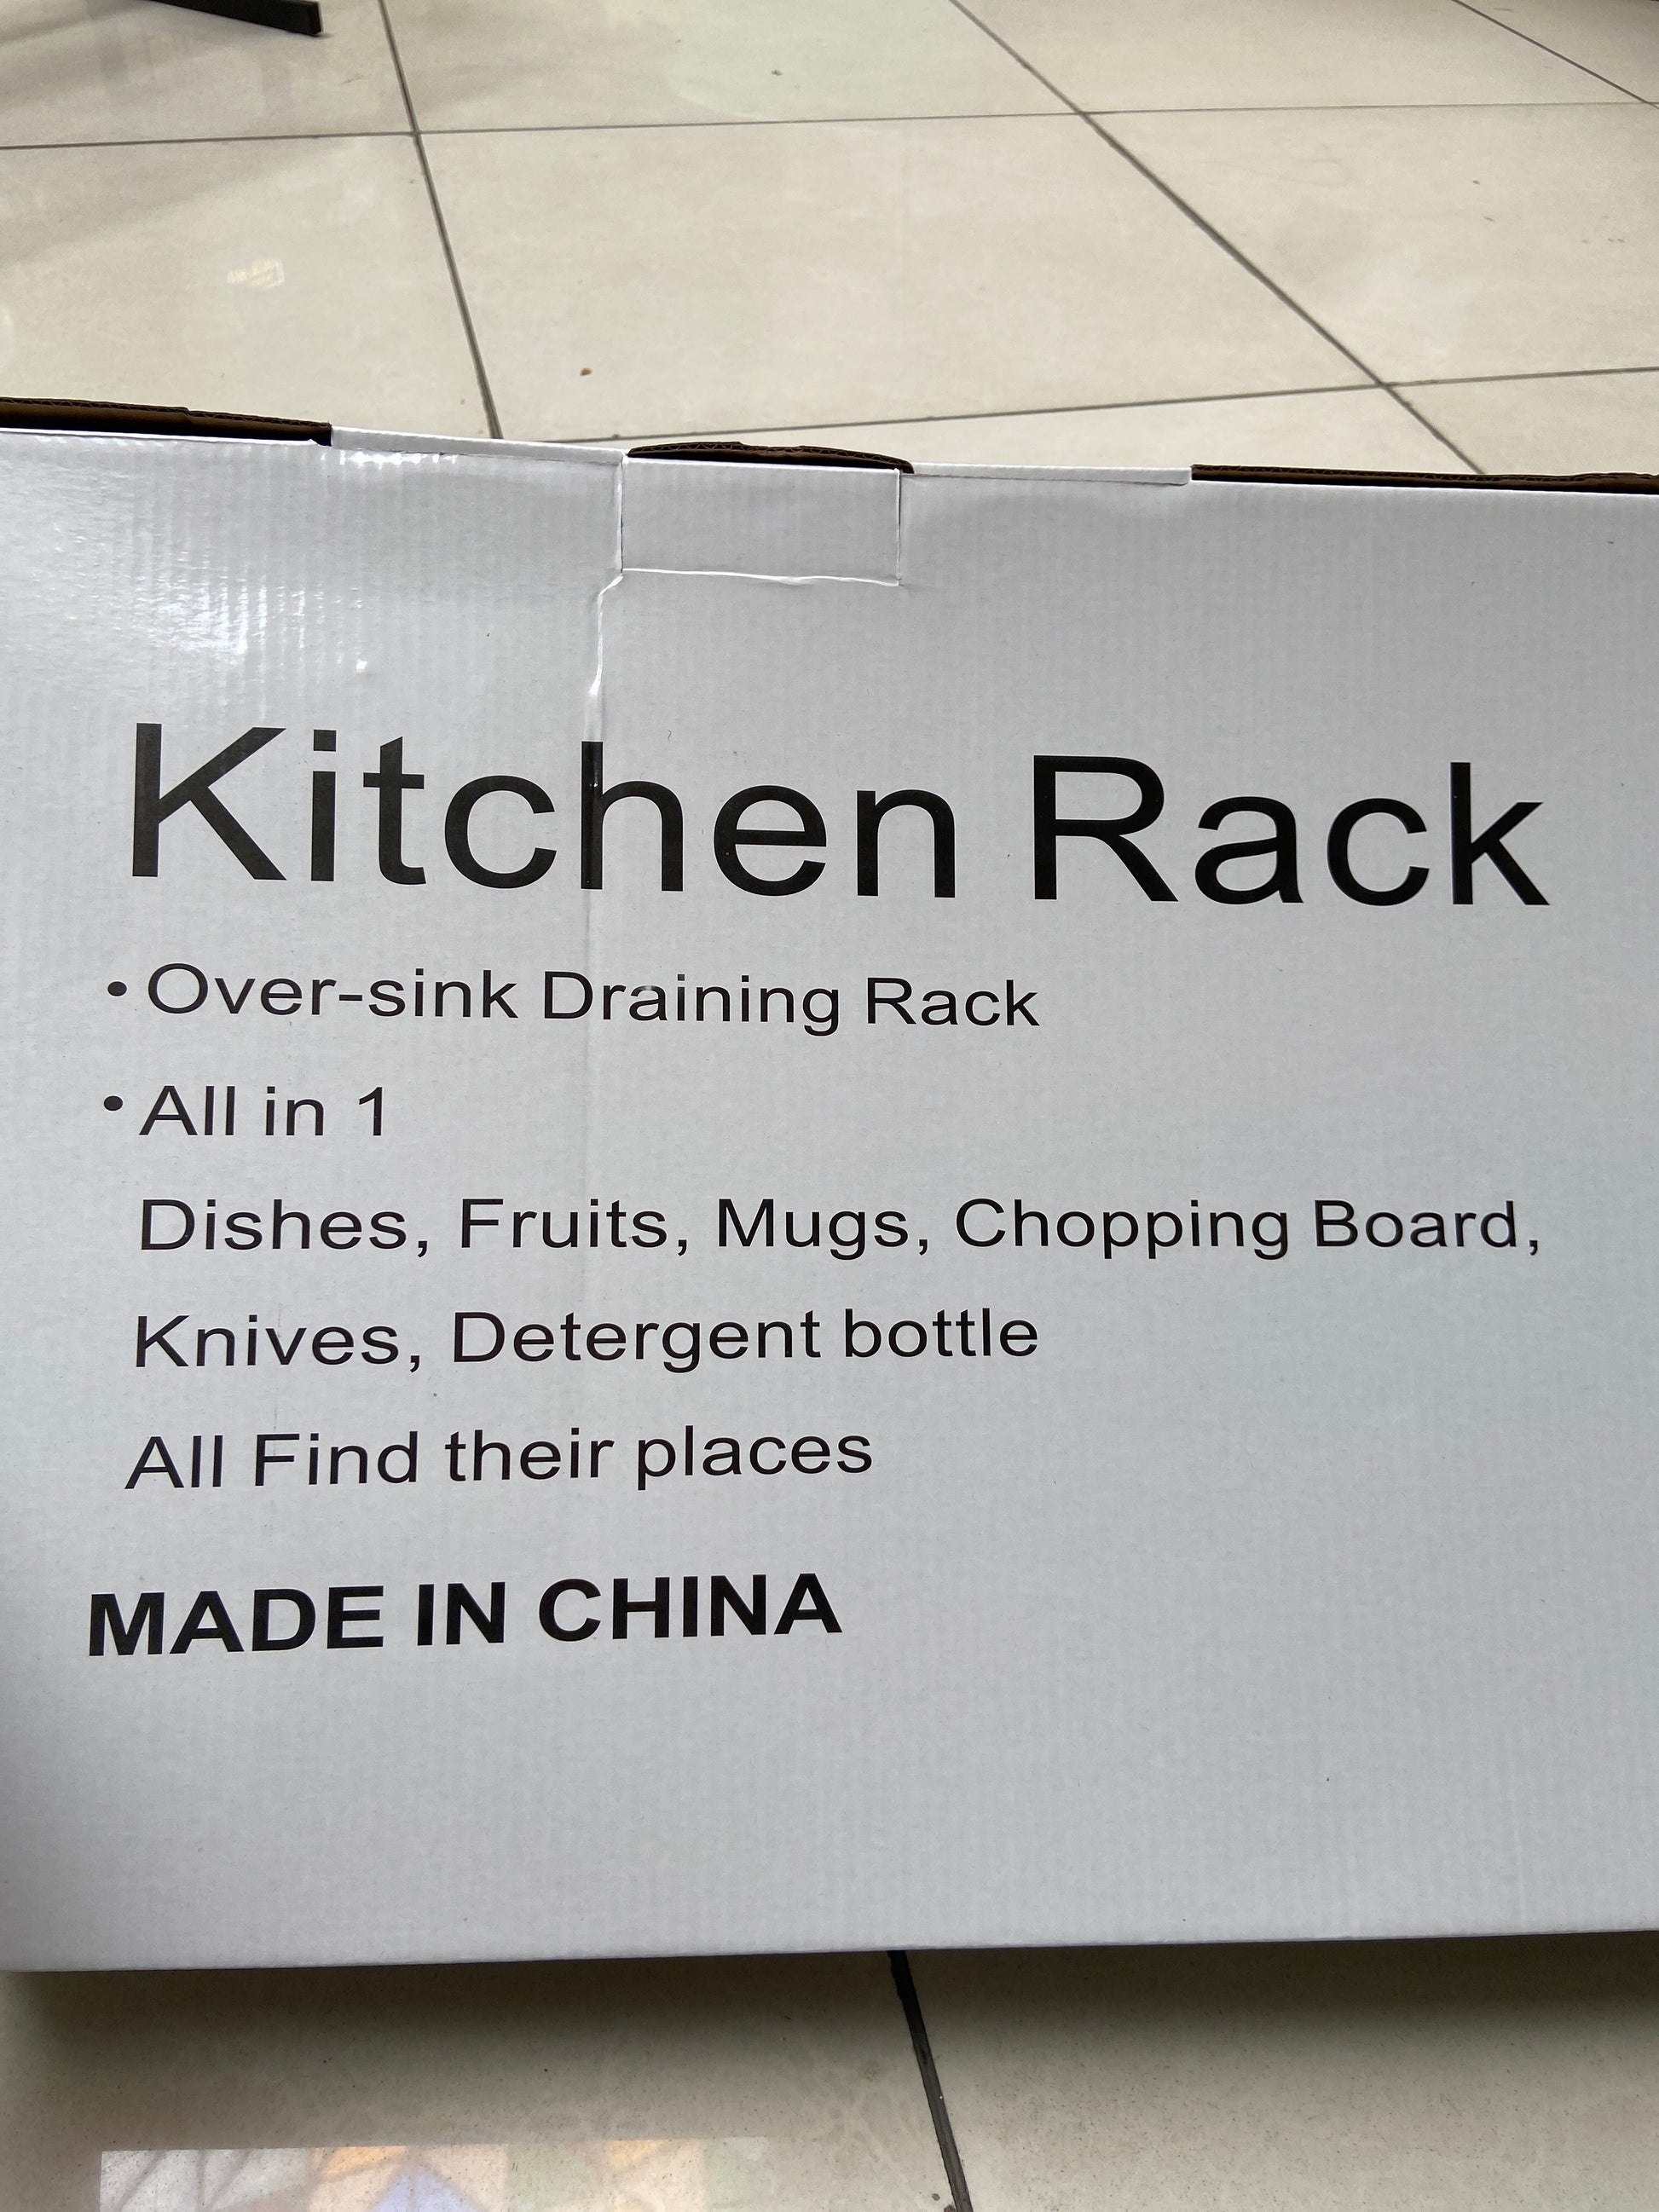 Kitchen Rack
• Over-sink Draining Rack
• All in 1
Dishes, Fruits, Mugs, Chopping Board,
Knives, Detergent bottle
All Find their places
MADE IN CHINA